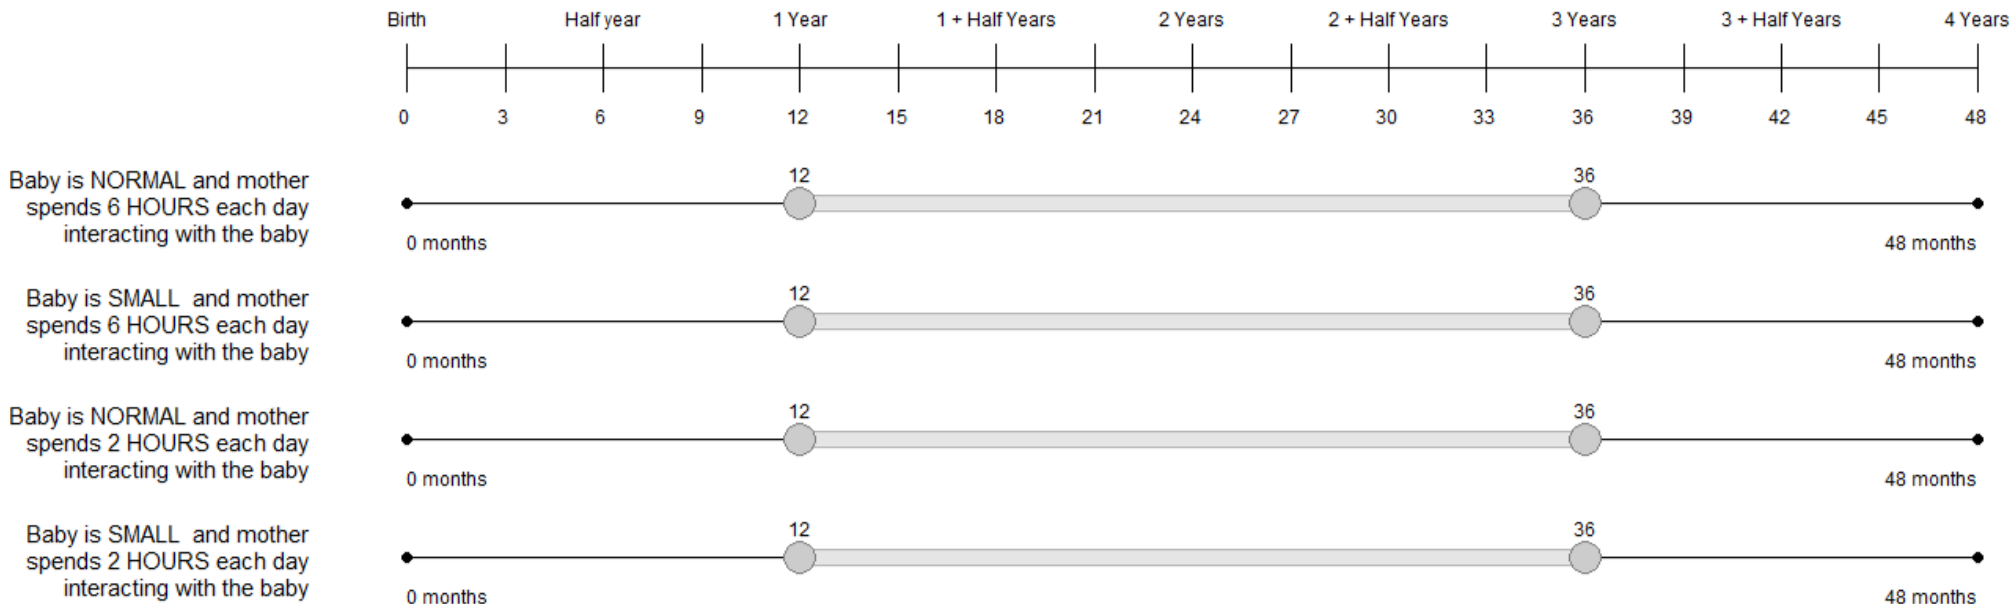 Birth Half year 1 Year 1 + Half Years 2 Years 2 + Half Years 3 Years 3 + Half Years 4 Years
0 3 6 9 12 15 18 21 24 27 30 33 36 39 42 45 48
Baby is NORMAL and mother
spends 6 HOURS each day
interacting with the baby
12 36
0 months 48 months
Baby is SMALL and mother
spends 6 HOURS each day
interacting with the baby
12 36
0 months 48 months
Baby is NORMAL and mother
spends 2 HOURS each day
interacting with the baby
12 36
0 months 48 months
Baby is SMALL and mother
spends 2 HOURS each day
interacting with the baby
12 36
0 months 48 months